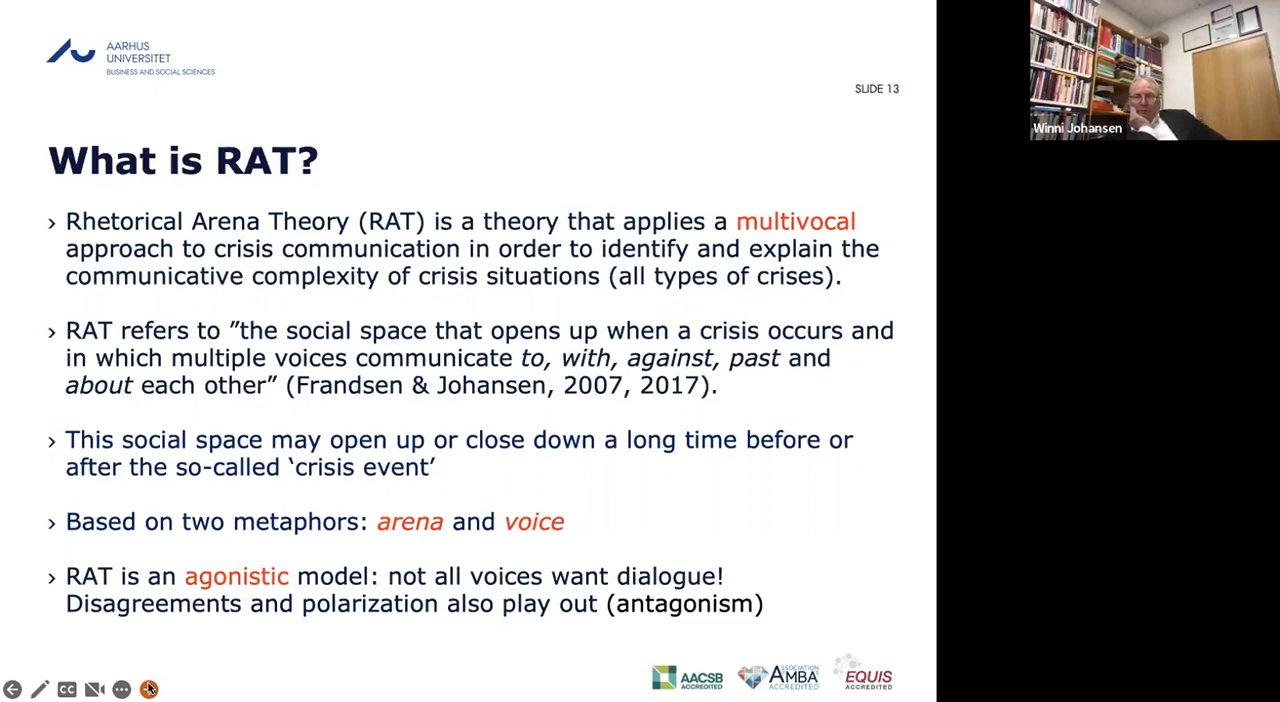 AARHUS
UNIVERSITET
BUSINESS AND SOCIAL SCIENCES
SLIDE 13
Winni Johansen
What is RAT?
› Rhetorical Arena Theory (RAT) is a theory that applies a multivocal
approach to crisis communication in order to identify and explain the
communicative complexity of crisis situations (all types of crises).
› RAT refers to ”the social space that opens up when a crisis occurs and
in which multiple voices communicate to, with, against, past and
about each other” (Frandsen & Johansen, 2007, 2017).
› This social space may open up or close down a long time before or
after the so-called ‘crisis event’
› Based on two metaphors: arena and voice
› RAT is an agonistic model: not all voices want dialogue!
Disagreements and polarization also play out (antagonism)
AACSB
ACCREDITED
ASSOCIATION
AMBA
ACCREDITED
EQUIS
ACCREDITED
CC